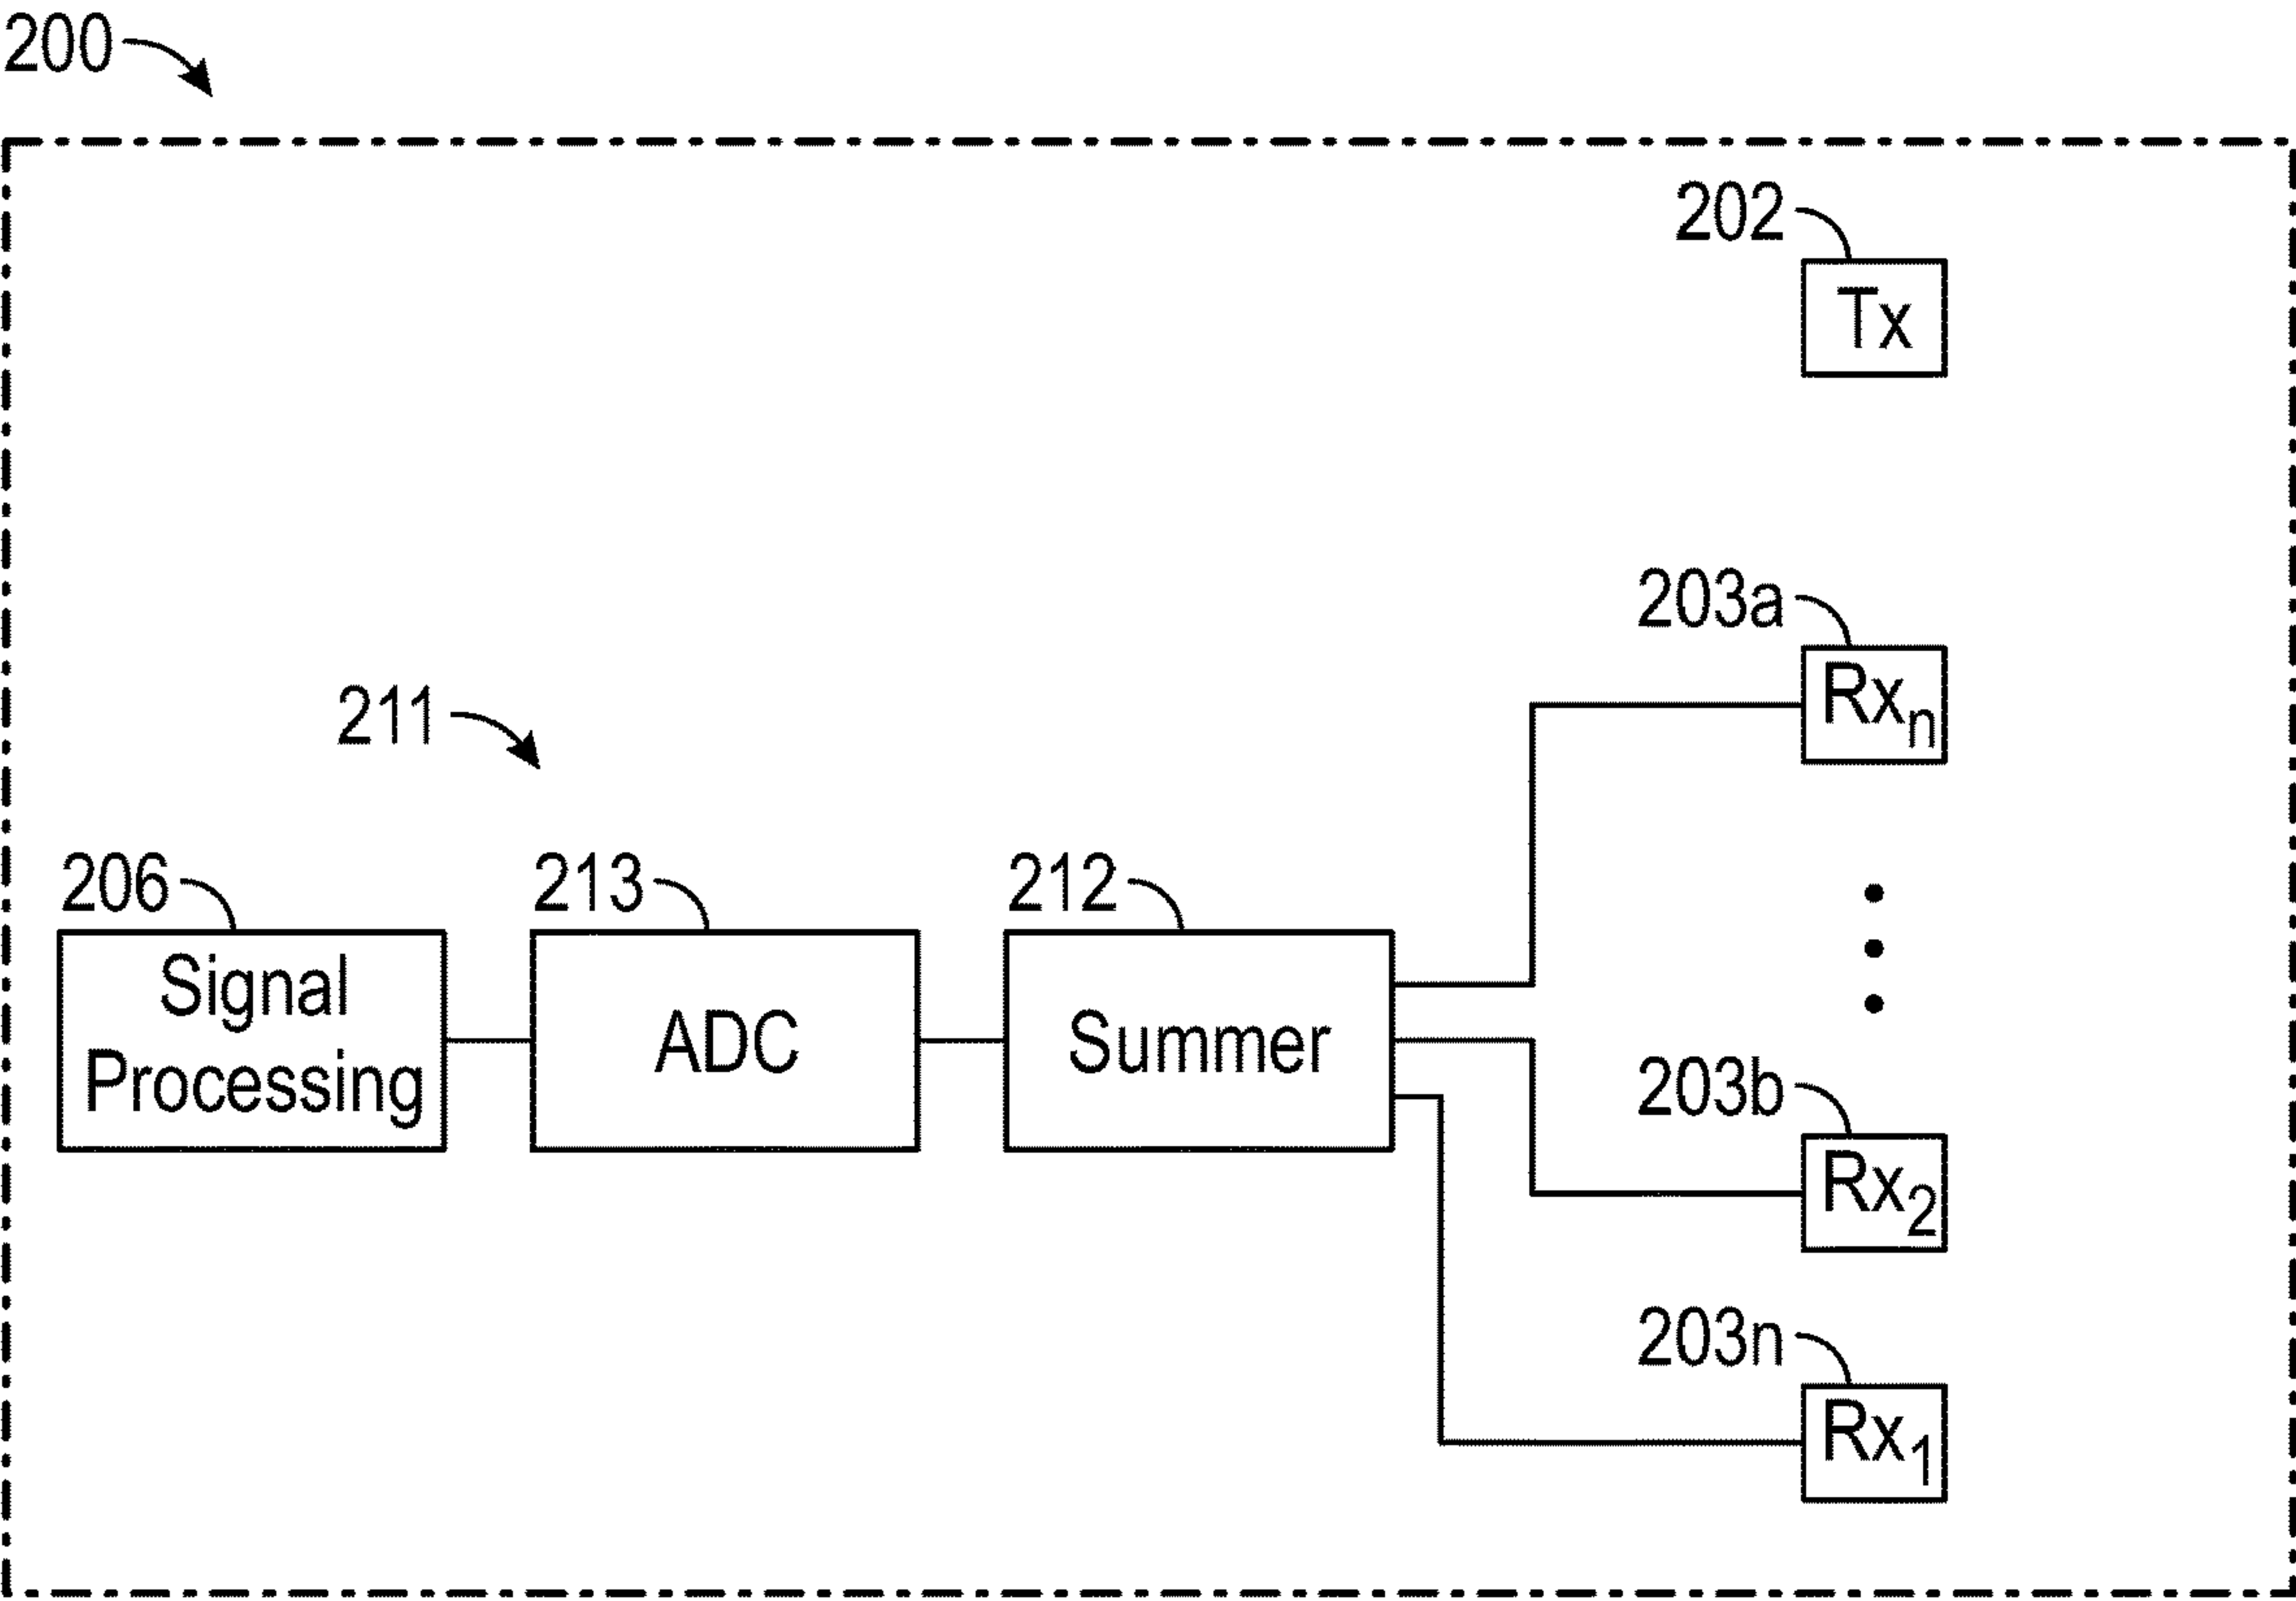 200
202
Tx
203a
Rxn
211
206
213
212
Signal
Processing
ADC
Summer
203b
Rx2
203n
Rx1